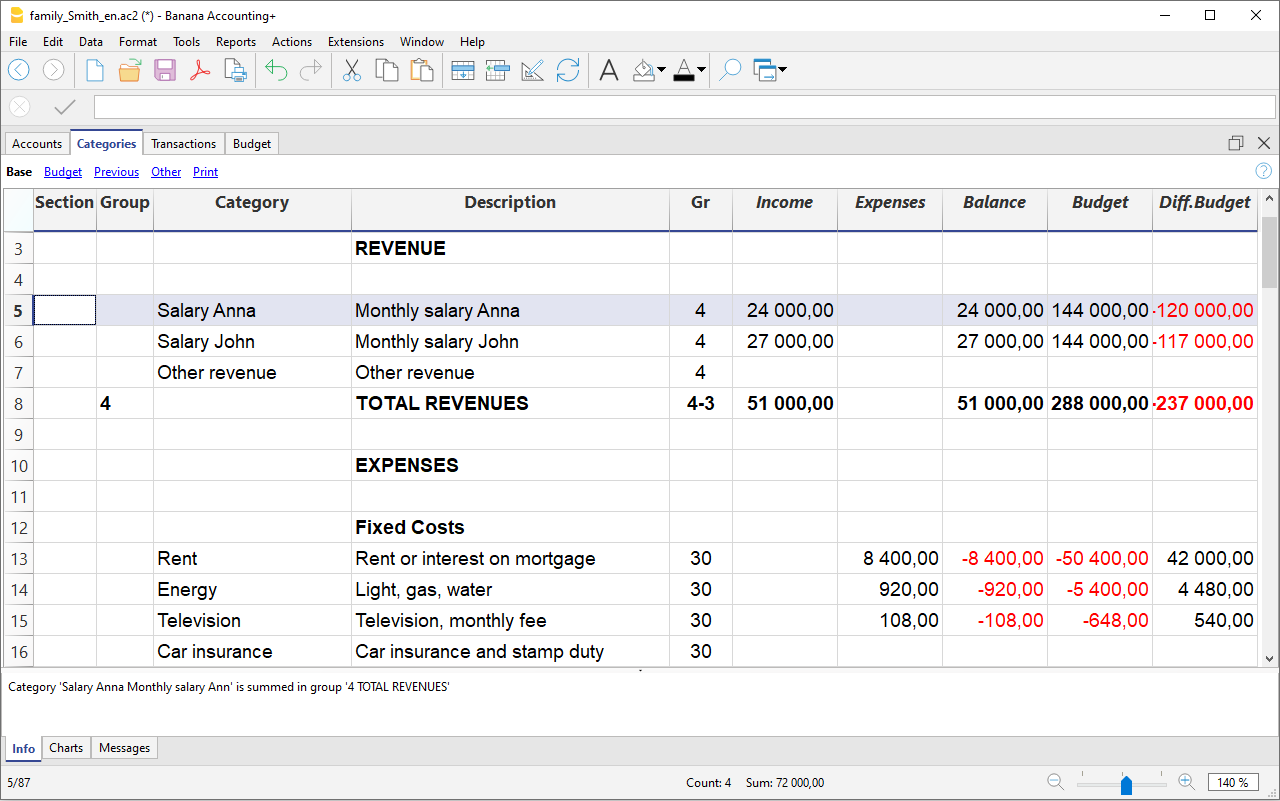 family_Smith_en.ac2 (*) - Banana Accounting+
File Edit Data Format Tools Reports Actions Extensions Window Help
Accounts Categories Transactions Budget
Base Budget Previous Other Print ?
Section Group Category Description Gr Income Expenses Balance Budget Diff.Budget
3 REVENUE
4
5 Salary Anna Monthly salary Anna 4 24 000,00 24 000,00 144 000,00 -120 000,00
6 Salary John Monthly salary John 4 27 000,00 27 000,00 144 000,00 -117 000,00
7 Other revenue Other revenue 4
8 4 TOTAL REVENUES 4-3 51 000,00 51 000,00 288 000,00 -237 000,00
9
10 EXPENSES
11
12 Fixed Costs
13 Rent Rent or interest on mortgage 30 8 400,00 -8 400,00 -50 400,00 42 000,00
14 Energy Light, gas, water 30 920,00 -920,00 -5 400,00 4 480,00
15 Television Television, monthly fee 30 108,00 -108,00 -648,00 540,00
16 Car insurance Car insurance and stamp duty 30
Category 'Salary Anna Monthly salary Ann' is summed in group '4 TOTAL REVENUES'
Info Charts Messages
5/87 Count: 4 Sum: 72 000,00 140 %